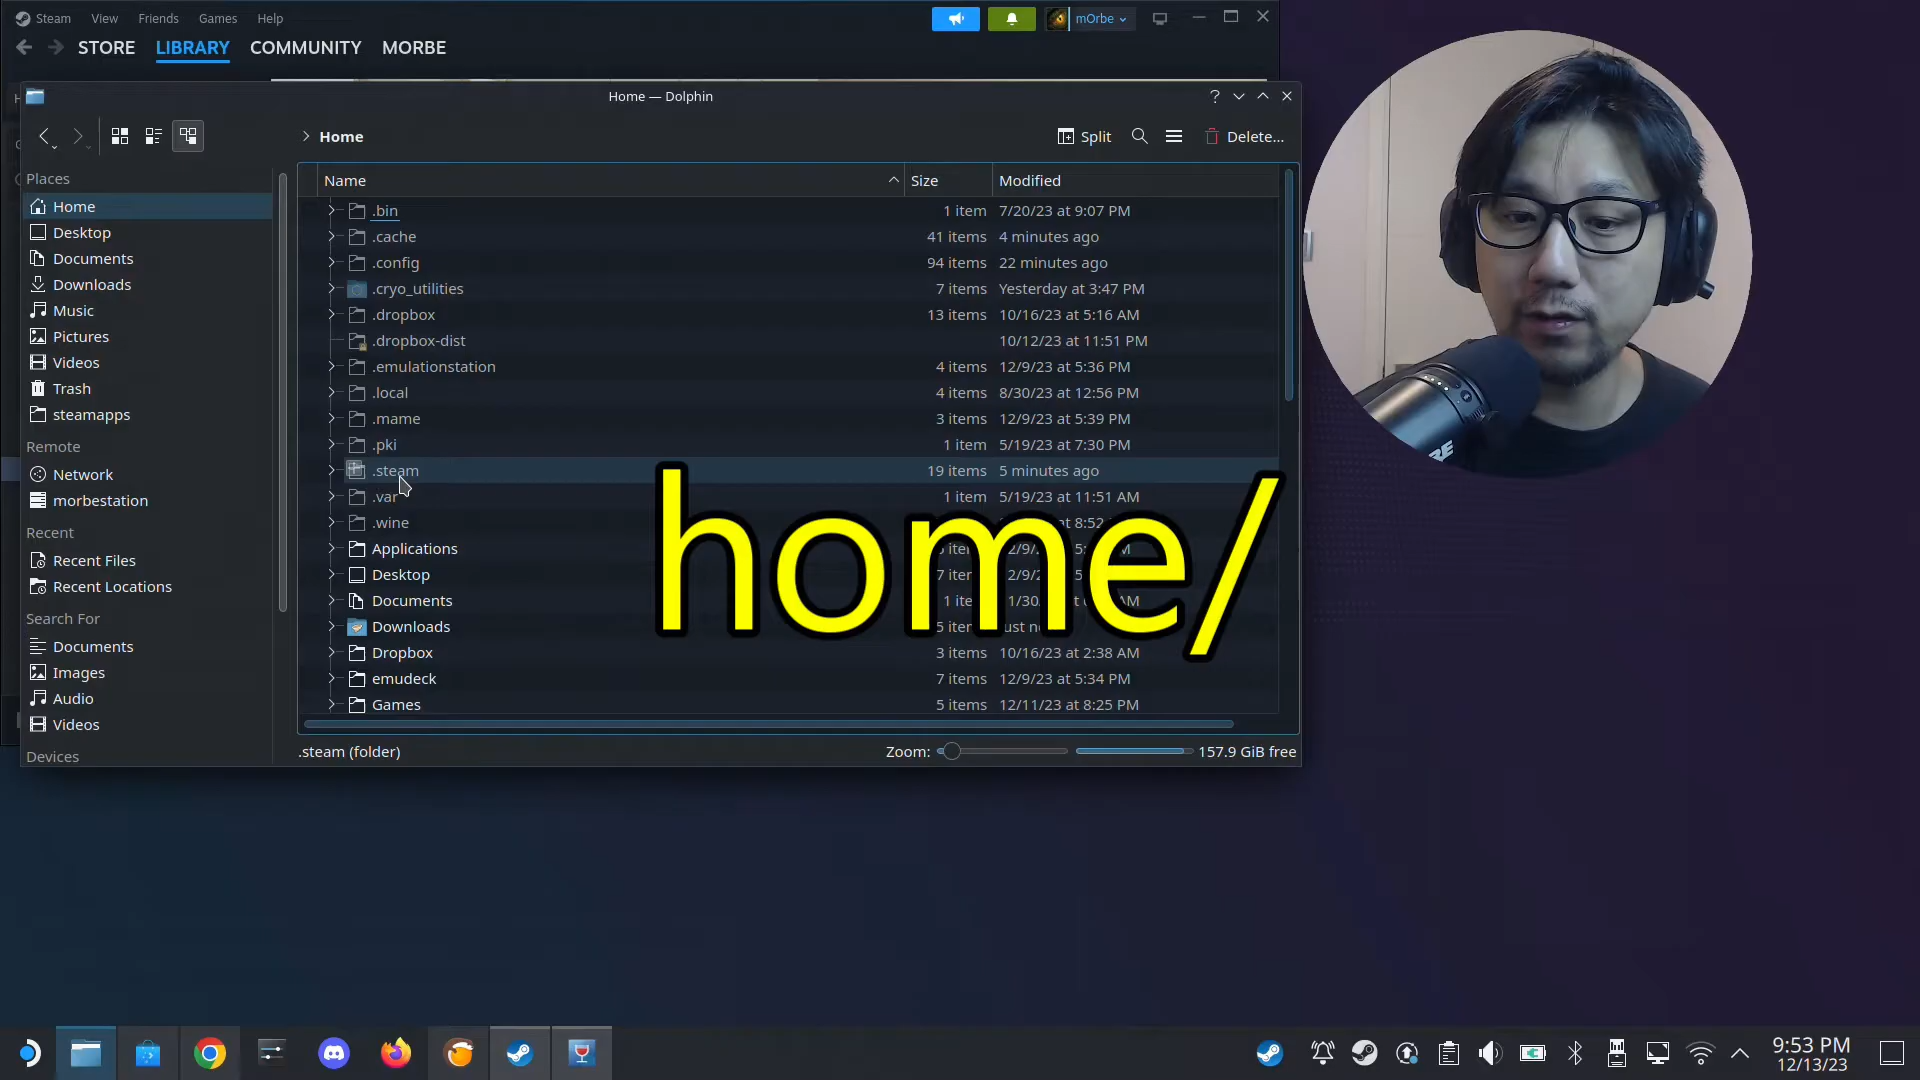 Steam View Friends Games Help
mOrbe
STORE LIBRARY COMMUNITY MORBE
Home — Dolphin
Home
Split
Delete...
Places
Home
Desktop
Documents
Downloads
Music
Pictures
Videos
Trash
steamapps
Remote
Network
morbestation
Recent
Recent Files
Recent Locations
Search For
Documents
Images
Audio
Videos
Devices
Name Size Modified
.bin 1 item 7/20/23 at 9:07 PM
.cache 41 items 4 minutes ago
.config 94 items 22 minutes ago
.cryo_utilities 7 items Yesterday at 3:47 PM
.dropbox 13 items 10/16/23 at 5:16 AM
.dropbox-dist 10/12/23 at 11:51 PM
.emulationstation 4 items 12/9/23 at 5:36 PM
.local 4 items 8/30/23 at 12:56 PM
.mame 3 items 12/9/23 at 5:39 PM
.pki 1 item 5/19/23 at 7:30 PM
.steam 19 items 5 minutes ago
.var 1 item 5/19/23 at 11:51 AM
.wine
Applications
Desktop
Documents
Downloads
Dropbox 3 items 10/16/23 at 2:38 AM
emudeck 7 items 12/9/23 at 5:34 PM
Games 5 items 12/11/23 at 8:25 PM
home/
.steam (folder)
Zoom:
157.9 GiB free
9:53 PM
12/13/23